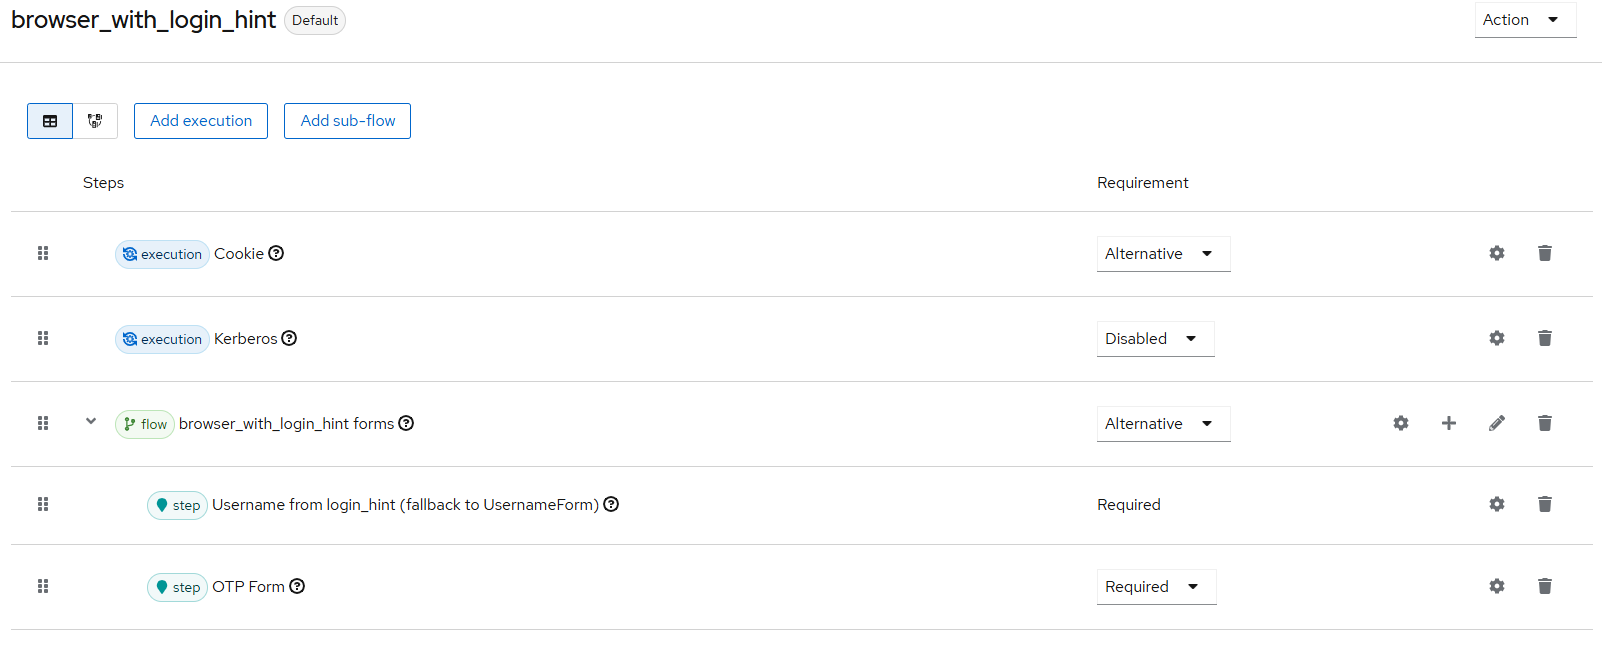 browser_with_login_hint Default Action
Add execution Add sub-flow
Steps Requirement
execution Cookie Alternative
execution Kerberos Disabled
flow browser_with_login_hint forms Alternative
step Username from login_hint (fallback to UsernameForm) Required
step OTP Form Required